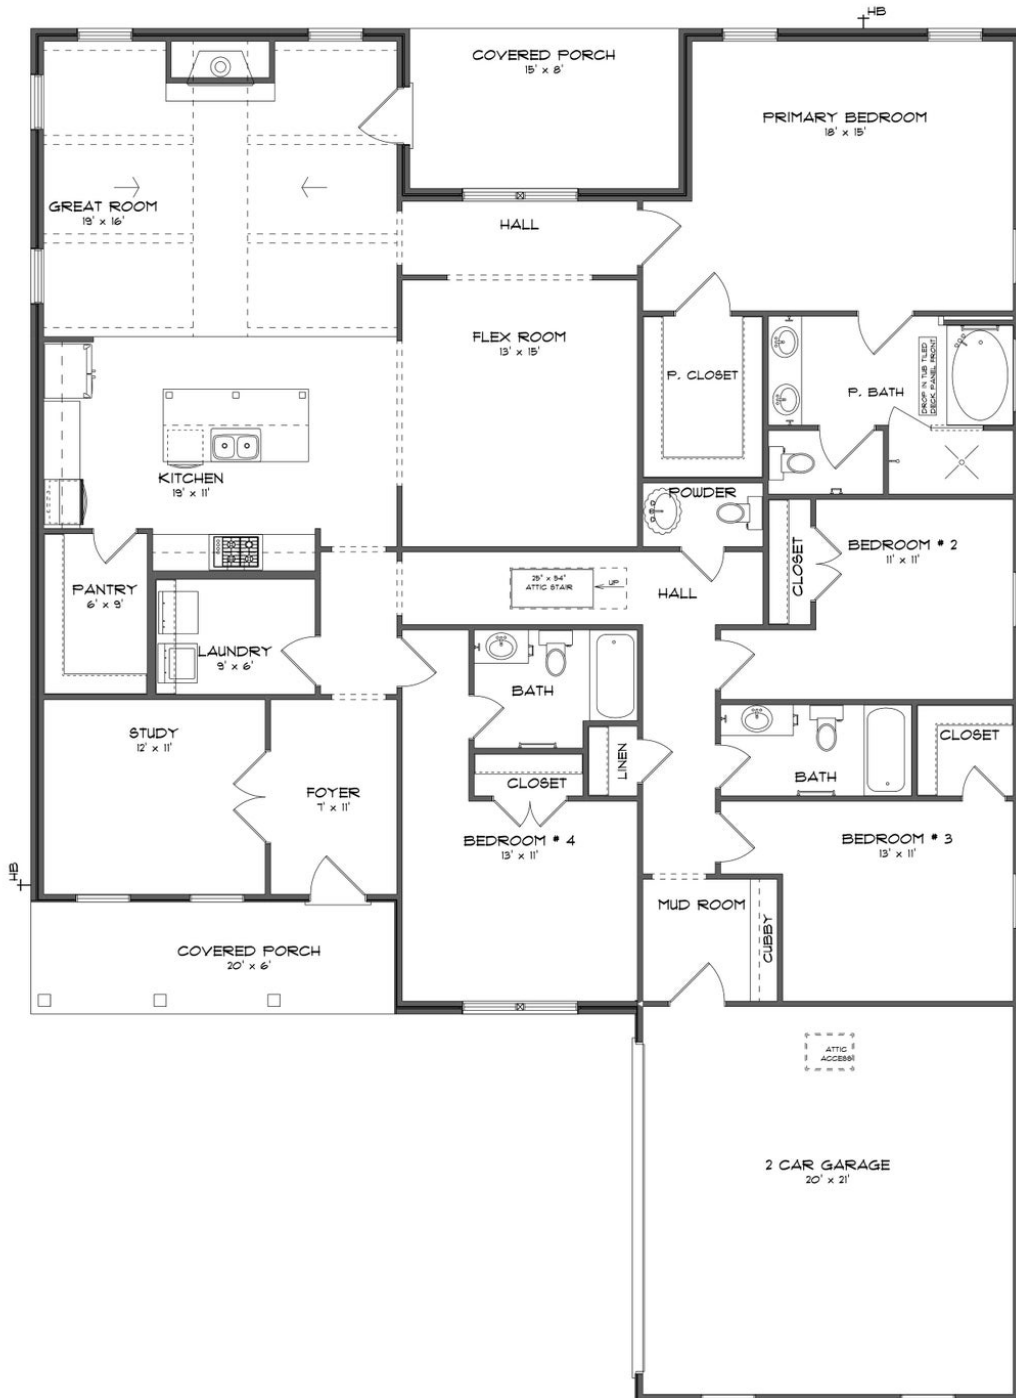 HB
COVERED PORCH
15' x 8'
PRIMARY BEDROOM
18' x 15'
GREAT ROOM
19' x 16'
HALL
FLEX ROOM
13' x 15'
P. CLOSET
P. BATH
DROP IN TUB TILED
DECK PANEL FRONT
KITCHEN
19' x 11'
POWDER
BEDROOM # 2
11' x 11'
CLOSET
PANTRY
6' x 9'
25" x 54"
ATTIC STAIR
UP
HALL
LAUNDRY
9' x 6'
BATH
STUDY
12' x 11'
FOYER
7' x 11'
LINEN
CLOSET
CLOSET
BATH
BEDROOM # 4
13' x 11'
BEDROOM # 3
13' x 11'
HB
MUD ROOM
CUBBY
COVERED PORCH
20' x 6'
ATTIC
ACCESS
2 CAR GARAGE
20' x 21'